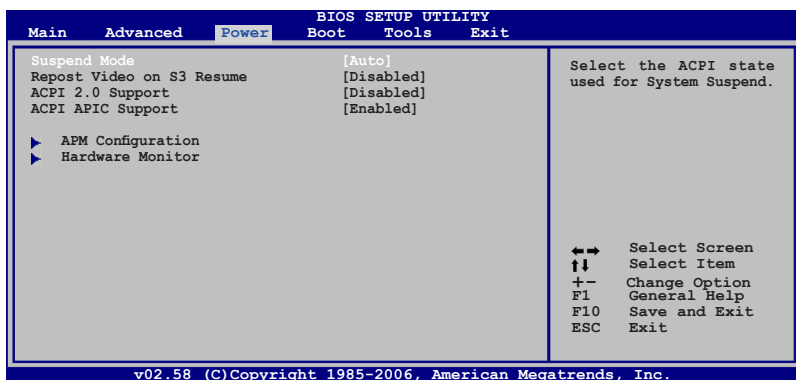 BIOS SETUP UTILITY
Main Advanced Power Boot Tools Exit
Suspend Mode [Auto]
Repost Video on S3 Resume [Disabled]
ACPI 2.0 Support [Disabled]
ACPI APIC Support [Enabled]
APM Configuration
Hardware Monitor
Select the ACPI state
used for System Suspend.
←→ Select Screen
↑↓ Select Item
+- Change Option
F1 General Help
F10 Save and Exit
ESC Exit
v02.58 (C)Copyright 1985-2006, American Megatrends, Inc.